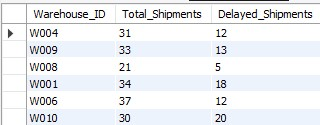 Warehouse_ID Total_Shipments Delayed_Shipments
W004 31 12
W009 33 13
W008 21 5
W001 34 18
W006 37 12
W010 30 20